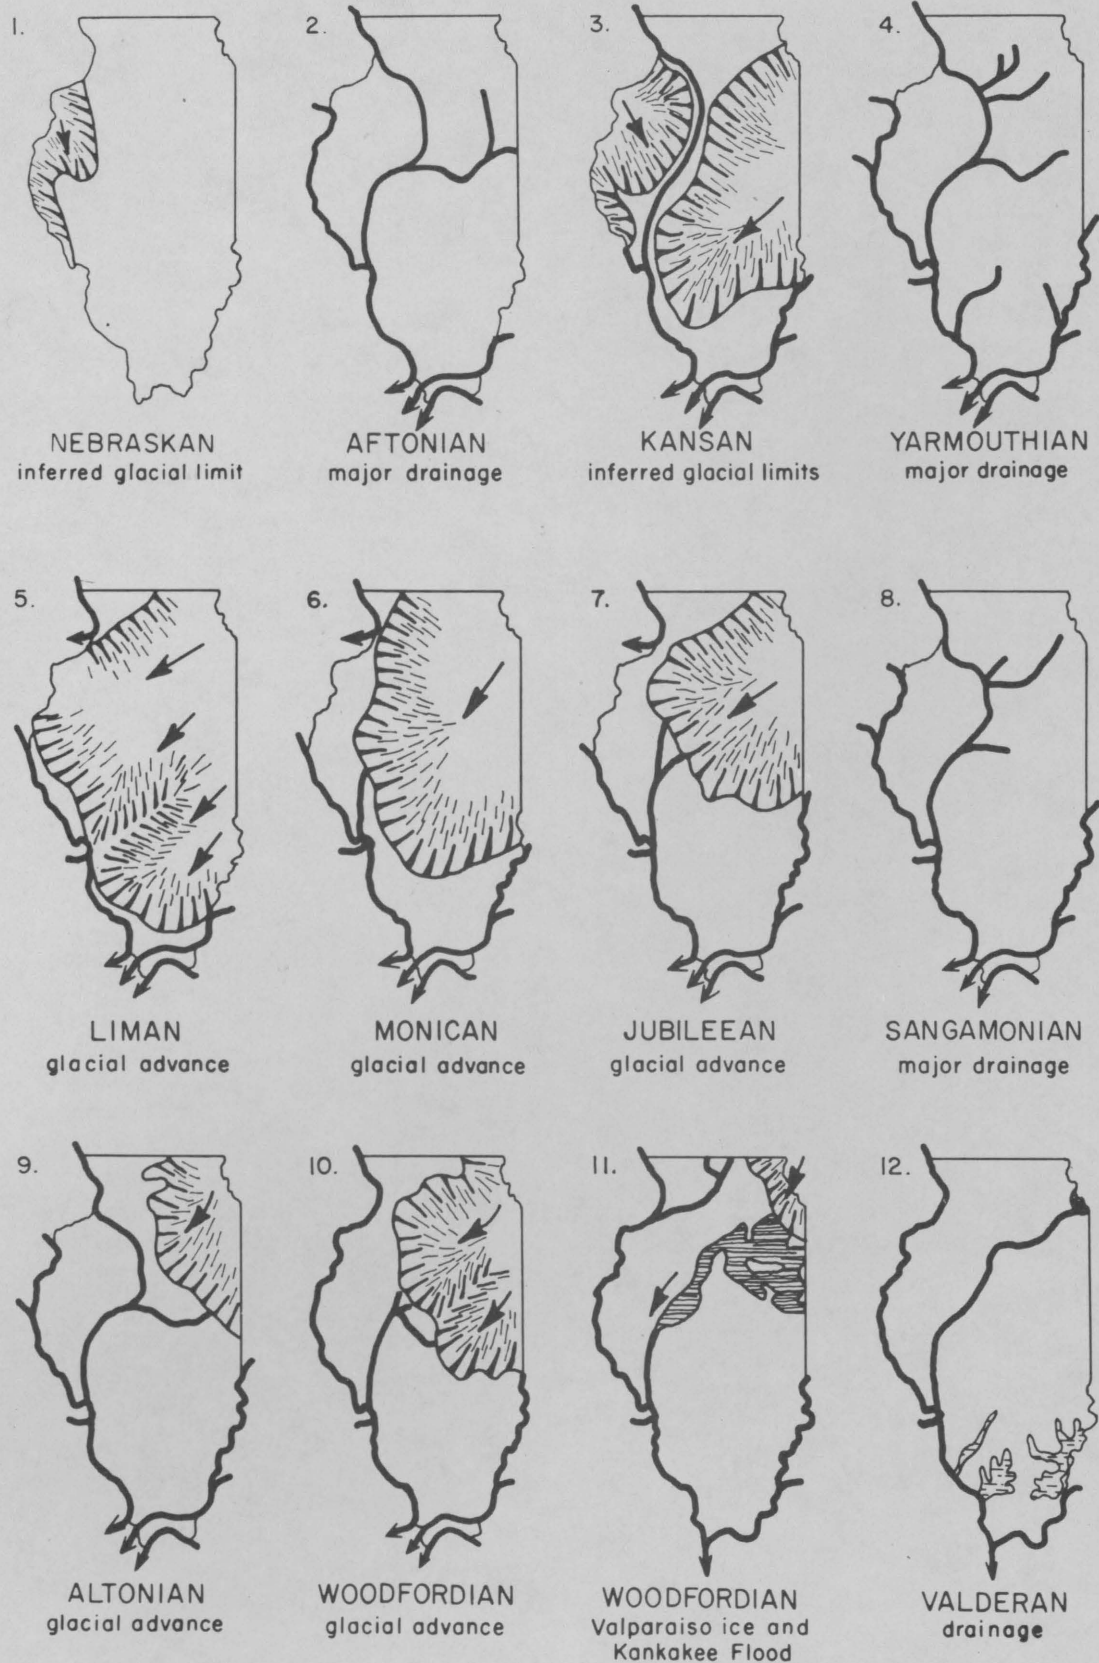 1.
NEBRASKAN
inferred glacial limit
2.
AFTONIAN
major drainage
3.
KANSAN
inferred glacial limits
4.
YARMOUTHIAN
major drainage
5.
LIMAN
glacial advance
6.
MONICAN
glacial advance
7.
JUBILEEAN
glacial advance
8.
SANGAMONIAN
major drainage
9.
ALTONIAN
glacial advance
10.
WOODFORDIAN
glacial advance
11.
WOODFORDIAN
Valparaiso ice and
Kankakee Flood
12.
VALDERAN
drainage